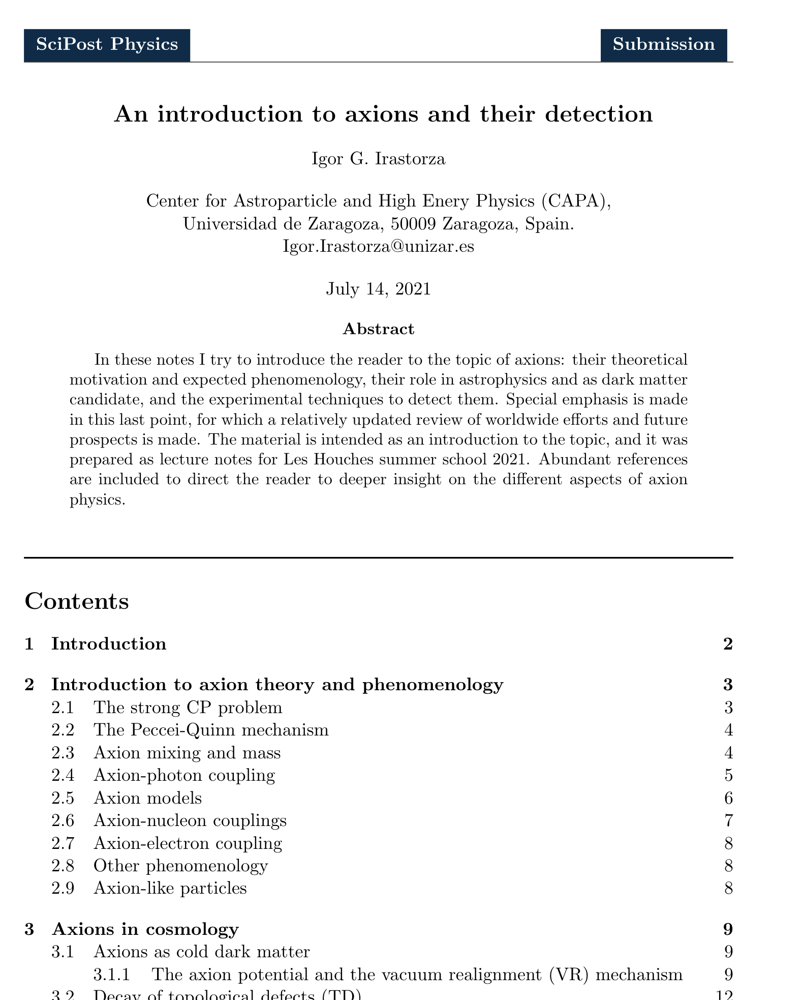 SciPost Physics Submission
An introduction to axions and their detection
Igor G. Irastorza
Center for Astroparticle and High Enery Physics (CAPA),
Universidad de Zaragoza, 50009 Zaragoza, Spain.
Igor.Irastorza@unizar.es
July 14, 2021
Abstract
In these notes I try to introduce the reader to the topic of axions: their theoretical
motivation and expected phenomenology, their role in astrophysics and as dark matter
candidate, and the experimental techniques to detect them. Special emphasis is made
in this last point, for which a relatively updated review of worldwide efforts and future
prospects is made. The material is intended as an introduction to the topic, and it was
prepared as lecture notes for Les Houches summer school 2021. Abundant references
are included to direct the reader to deeper insight on the different aspects of axion
physics.
Contents
1 Introduction 2
2 Introduction to axion theory and phenomenology 3
2.1 The strong CP problem 3
2.2 The Peccei-Quinn mechanism 4
2.3 Axion mixing and mass 4
2.4 Axion-photon coupling 5
2.5 Axion models 6
2.6 Axion-nucleon couplings 7
2.7 Axion-electron coupling 8
2.8 Other phenomenology 8
2.9 Axion-like particles 8
3 Axions in cosmology 9
3.1 Axions as cold dark matter 9
3.1.1 The axion potential and the vacuum realignment (VR) mechanism 9
3.2 Decay of topological defects (TD) 12